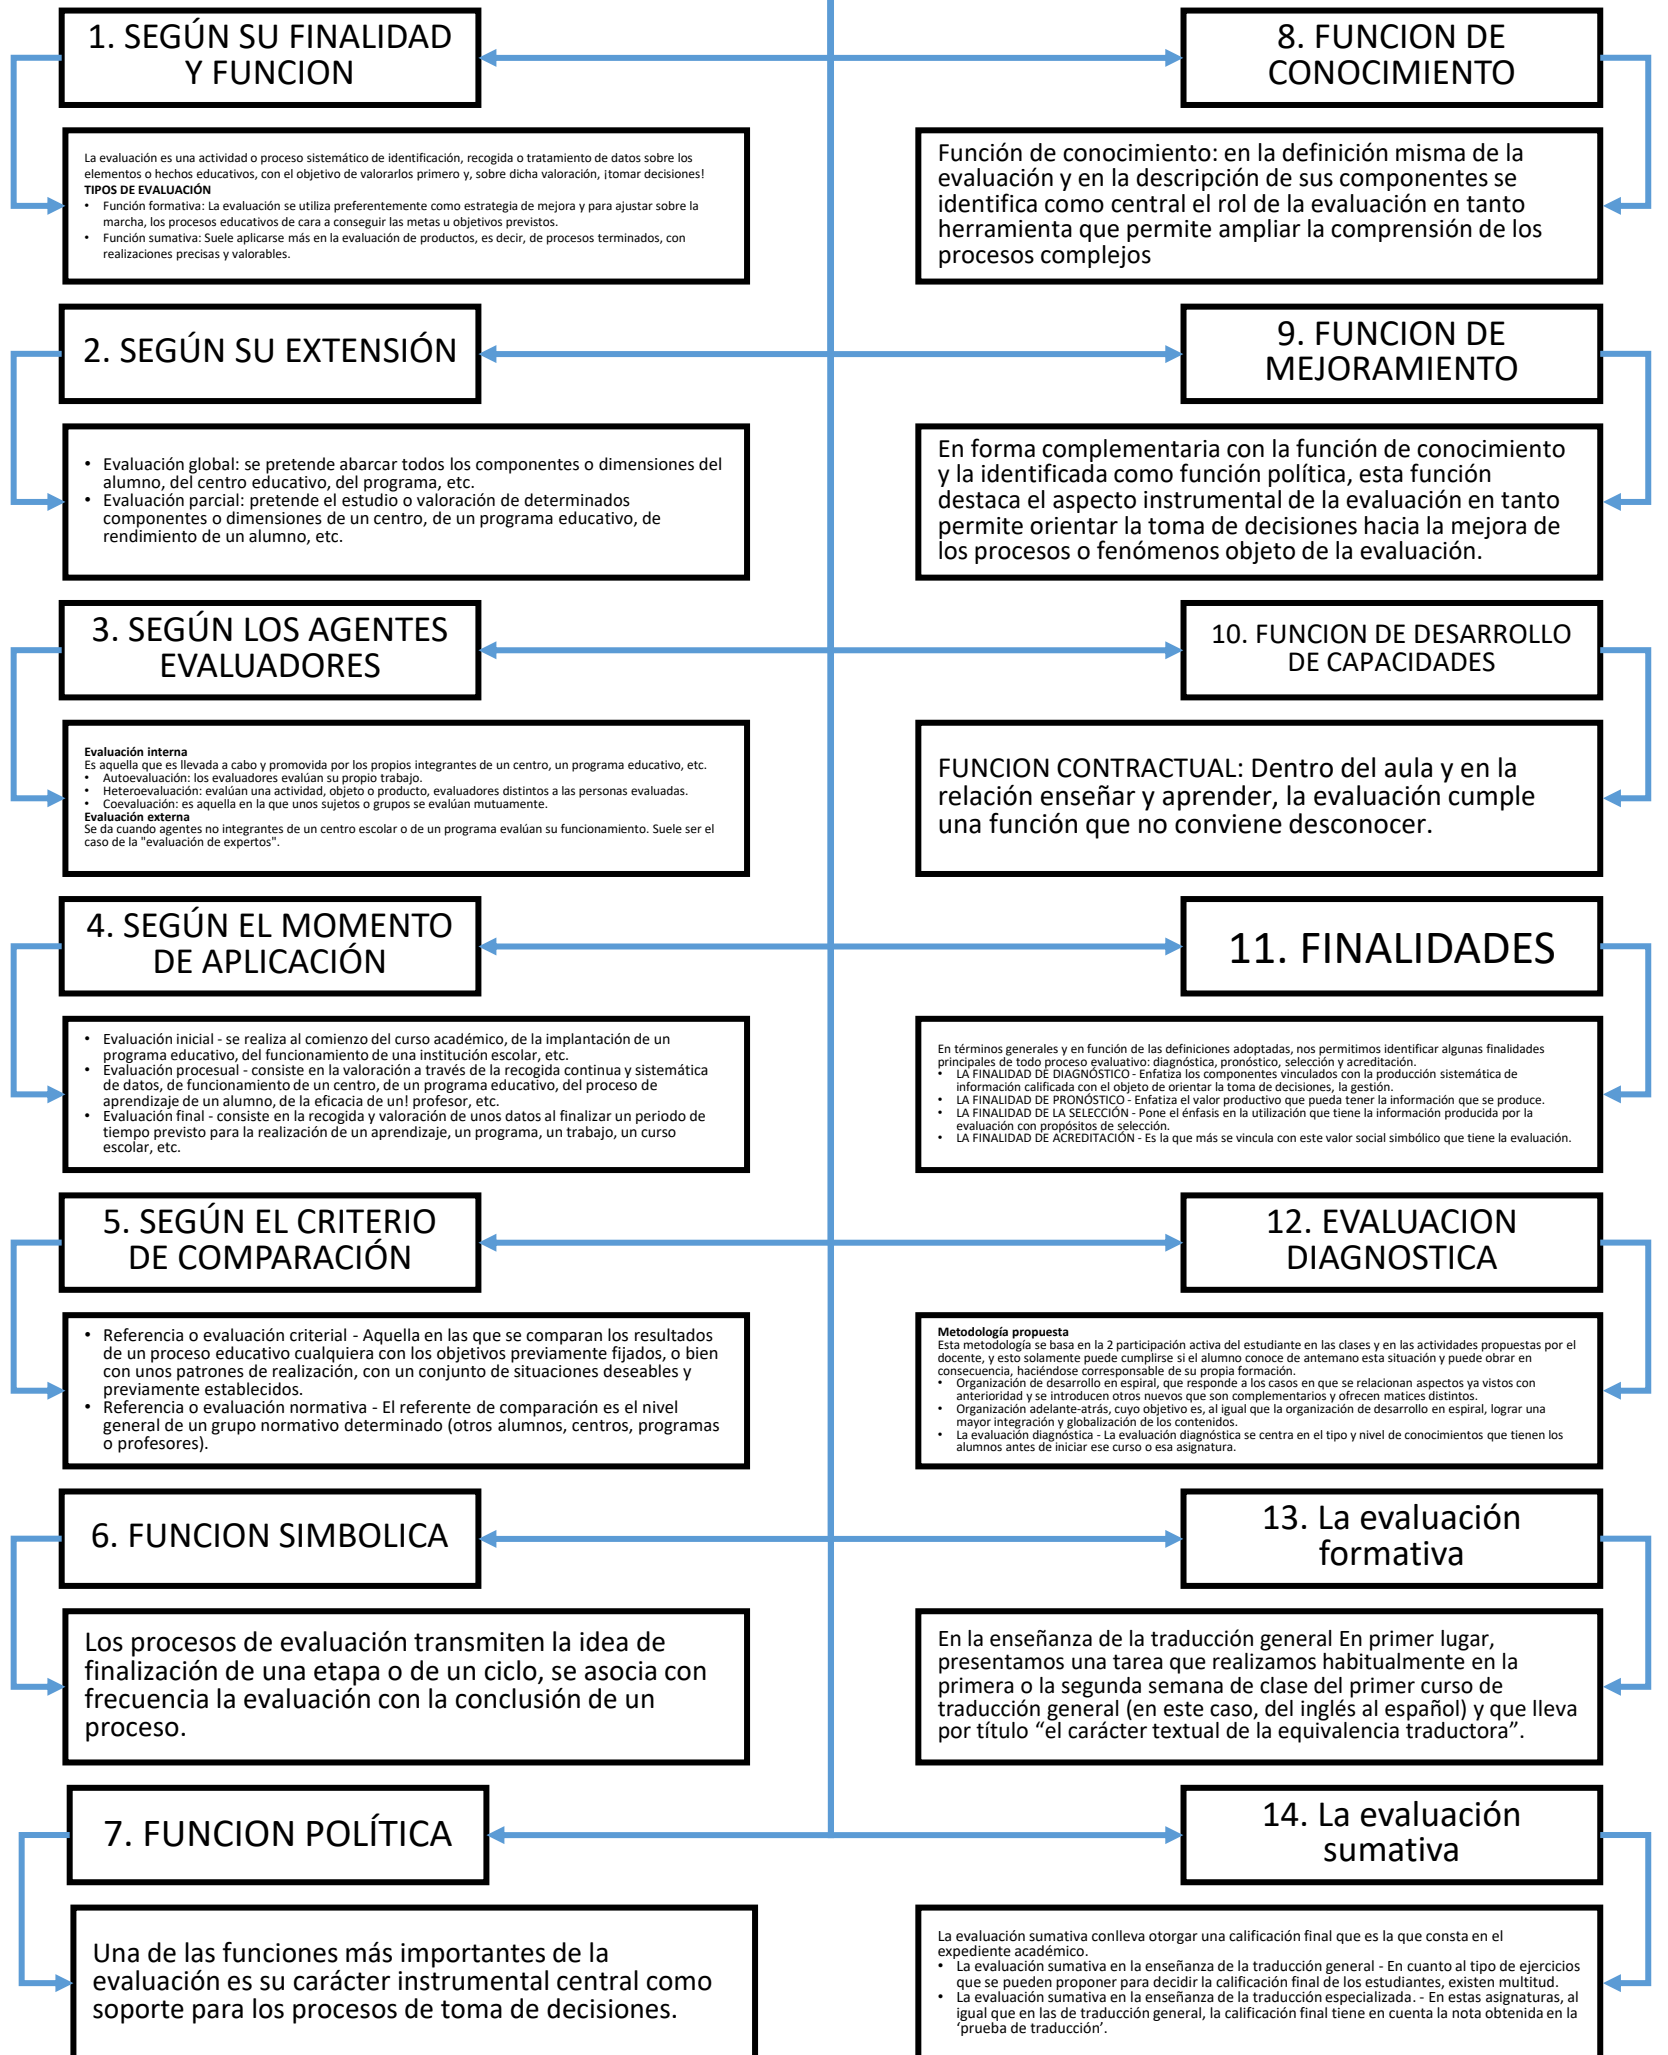 1. SEGÚN SU FINALIDAD
Y FUNCION
La evaluación es una actividad o proceso sistemático de identificación, recogida o tratamiento de datos sobre los
elementos o hechos educativos, con el objetivo de valorarlos primero y, sobre dicha valoración, ¡tomar decisiones!
TIPOS DE EVALUACIÓN
• Función formativa: La evaluación se utiliza preferentemente como estrategia de mejora y para ajustar sobre la
marcha, los procesos educativos de cara a conseguir las metas u objetivos previstos.
• Función sumativa: Suele aplicarse más en la evaluación de productos, es decir, de procesos terminados, con
realizaciones precisas y valorables.
2. SEGÚN SU EXTENSIÓN
• Evaluación global: se pretende abarcar todos los componentes o dimensiones del
alumno, del centro educativo, del programa, etc.
• Evaluación parcial: pretende el estudio o valoración de determinados
componentes o dimensiones de un centro, de un programa educativo, de
rendimiento de un alumno, etc.
3. SEGÚN LOS AGENTES
EVALUADORES
Evaluación interna
Es aquella que es llevada a cabo y promovida por los propios integrantes de un centro, un programa educativo, etc.
• Autoevaluación: los evaluadores evalúan su propio trabajo.
• Heteroevaluación: evalúan una actividad, objeto o producto, evaluadores distintos a las personas evaluadas.
• Coevaluación: es aquella en la que unos sujetos o grupos se evalúan mutuamente.
Evaluación externa
Se da cuando agentes no integrantes de un centro escolar o de un programa evalúan su funcionamiento. Suele ser el
caso de la "evaluación de expertos".
4. SEGÚN EL MOMENTO
DE APLICACIÓN
• Evaluación inicial - se realiza al comienzo del curso académico, de la implantación de un
programa educativo, del funcionamiento de una institución escolar, etc.
• Evaluación procesual - consiste en la valoración a través de la recogida continua y sistemática
de datos, de funcionamiento de un centro, de un programa educativo, del proceso de
aprendizaje de un alumno, de la eficacia de un! profesor, etc.
• Evaluación final - consiste en la recogida y valoración de unos datos al finalizar un periodo de
tiempo previsto para la realización de un aprendizaje, un programa, un trabajo, un curso
escolar, etc.
5. SEGÚN EL CRITERIO
DE COMPARACIÓN
• Referencia o evaluación criterial - Aquella en las que se comparan los resultados
de un proceso educativo cualquiera con los objetivos previamente fijados, o bien
con unos patrones de realización, con un conjunto de situaciones deseables y
previamente establecidos.
• Referencia o evaluación normativa - El referente de comparación es el nivel
general de un grupo normativo determinado (otros alumnos, centros, programas
o profesores).
6. FUNCION SIMBOLICA
Los procesos de evaluación transmiten la idea de
finalización de una etapa o de un ciclo, se asocia con
frecuencia la evaluación con la conclusión de un
proceso.
7. FUNCION POLÍTICA
Una de las funciones más importantes de la
evaluación es su carácter instrumental central como
soporte para los procesos de toma de decisiones.
8. FUNCION DE
CONOCIMIENTO
Función de conocimiento: en la definición misma de la
evaluación y en la descripción de sus componentes se
identifica como central el rol de la evaluación en tanto
herramienta que permite ampliar la comprensión de los
procesos complejos
9. FUNCION DE
MEJORAMIENTO
En forma complementaria con la función de conocimiento
y la identificada como función política, esta función
destaca el aspecto instrumental de la evaluación en tanto
permite orientar la toma de decisiones hacia la mejora de
los procesos o fenómenos objeto de la evaluación.
10. FUNCION DE DESARROLLO
DE CAPACIDADES
FUNCION CONTRACTUAL: Dentro del aula y en la
relación enseñar y aprender, la evaluación cumple
una función que no conviene desconocer.
11. FINALIDADES
En términos generales y en función de las definiciones adoptadas, nos permitimos identificar algunas finalidades
principales de todo proceso evaluativo: diagnóstica, pronóstico, selección y acreditación.
• LA FINALIDAD DE DIAGNÓSTICO - Enfatiza los componentes vinculados con la producción sistemática de
información calificada con el objeto de orientar la toma de decisiones, la gestión.
• LA FINALIDAD DE PRONÓSTICO - Enfatiza el valor productivo que pueda tener la información que se produce.
• LA FINALIDAD DE LA SELECCIÓN - Pone el énfasis en la utilización que tiene la información producida por la
evaluación con propósitos de selección.
• LA FINALIDAD DE ACREDITACIÓN - Es la que más se vincula con este valor social simbólico que tiene la evaluación.
12. EVALUACION
DIAGNOSTICA
Metodología propuesta
Esta metodología se basa en la 2 participación activa del estudiante en las clases y en las actividades propuestas por el
docente, y esto solamente puede cumplirse si el alumno conoce de antemano esta situación y puede obrar en
consecuencia, haciéndose corresponsable de su propia formación.
• Organización de desarrollo en espiral, que responde a los casos en que se relacionan aspectos ya vistos con
anterioridad y se introducen otros nuevos que son complementarios y ofrecen matices distintos.
• Organización adelante-atrás, cuyo objetivo es, al igual que la organización de desarrollo en espiral, lograr una
mayor integración y globalización de los contenidos.
• La evaluación diagnóstica - La evaluación diagnóstica se centra en el tipo y nivel de conocimientos que tienen los
alumnos antes de iniciar ese curso o esa asignatura.
13. La evaluación
formativa
En la enseñanza de la traducción general En primer lugar,
presentamos una tarea que realizamos habitualmente en la
primera o la segunda semana de clase del primer curso de
traducción general (en este caso, del inglés al español) y que lleva
por título “el carácter textual de la equivalencia traductora”.
14. La evaluación
sumativa
La evaluación sumativa conlleva otorgar una calificación final que es la que consta en el
expediente académico.
• La evaluación sumativa en la enseñanza de la traducción general - En cuanto al tipo de ejercicios
que se pueden proponer para decidir la calificación final de los estudiantes, existen multitud.
• La evaluación sumativa en la enseñanza de la traducción especializada. - En estas asignaturas, al
igual que en las de traducción general, la calificación final tiene en cuenta la nota obtenida en la
‘prueba de traducción’.